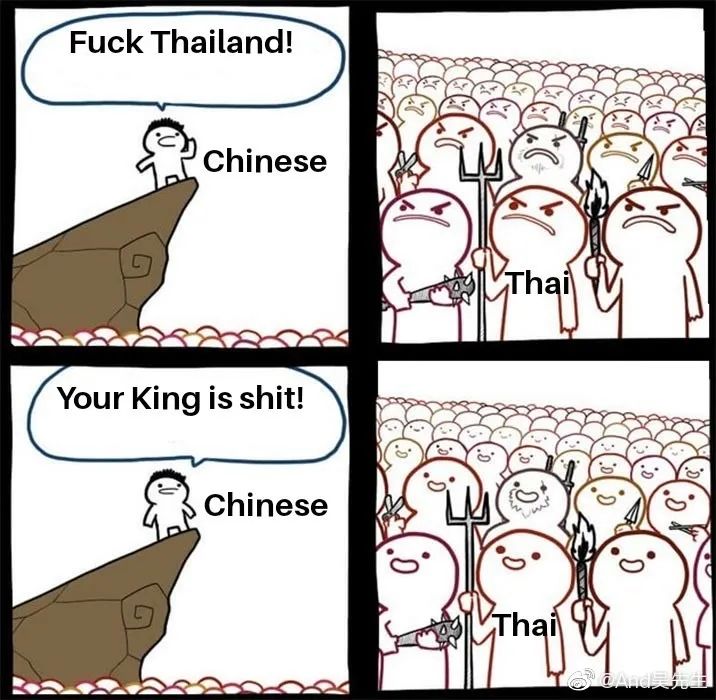 Fuck Thailand!
Chinese
Thai
Your King is shit!
Chinese
Thai
@And吴先生